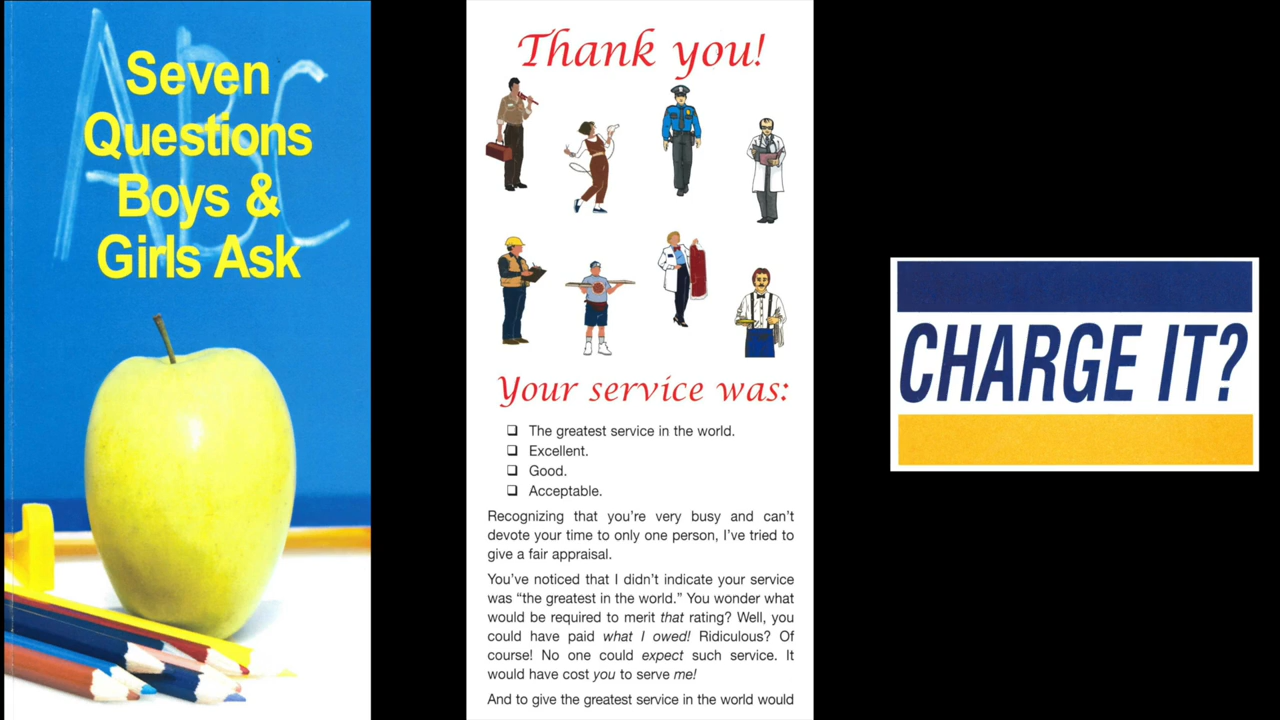 ABC
Seven
Questions
Boys &
Girls Ask
Thank you!
Your service was:
❑ The greatest service in the world.
❑ Excellent.
❑ Good.
❑ Acceptable.
Recognizing that you're very busy and can't
devote your time to only one person, I've tried to
give a fair appraisal.
You've noticed that I didn't indicate your service
was “the greatest in the world.” You wonder what
would be required to merit that rating? Well, you
could have paid what I owed! Ridiculous? Of
course! No one could expect such service. It
would have cost you to serve me!
And to give the greatest service in the world would
CHARGE IT?